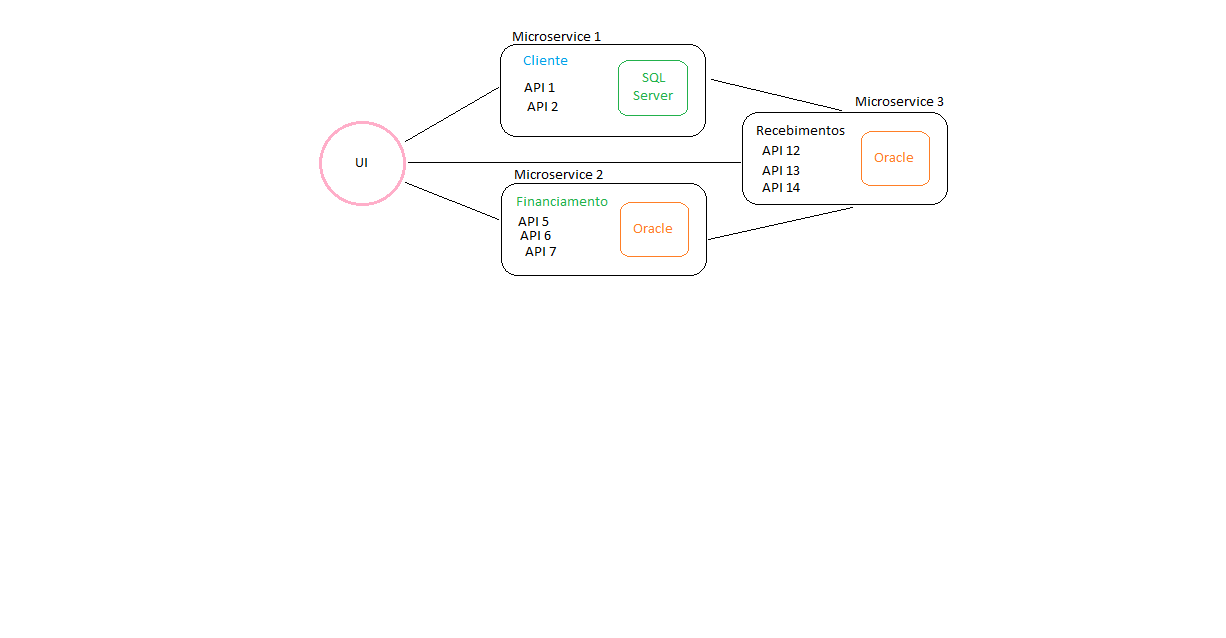 Microservice 1
Cliente
API 1
API 2
SQL
Server
UI
Microservice 2
Financiamento
API 5
API 6
API 7
Oracle
Microservice 3
Recebimentos
API 12
API 13
API 14
Oracle